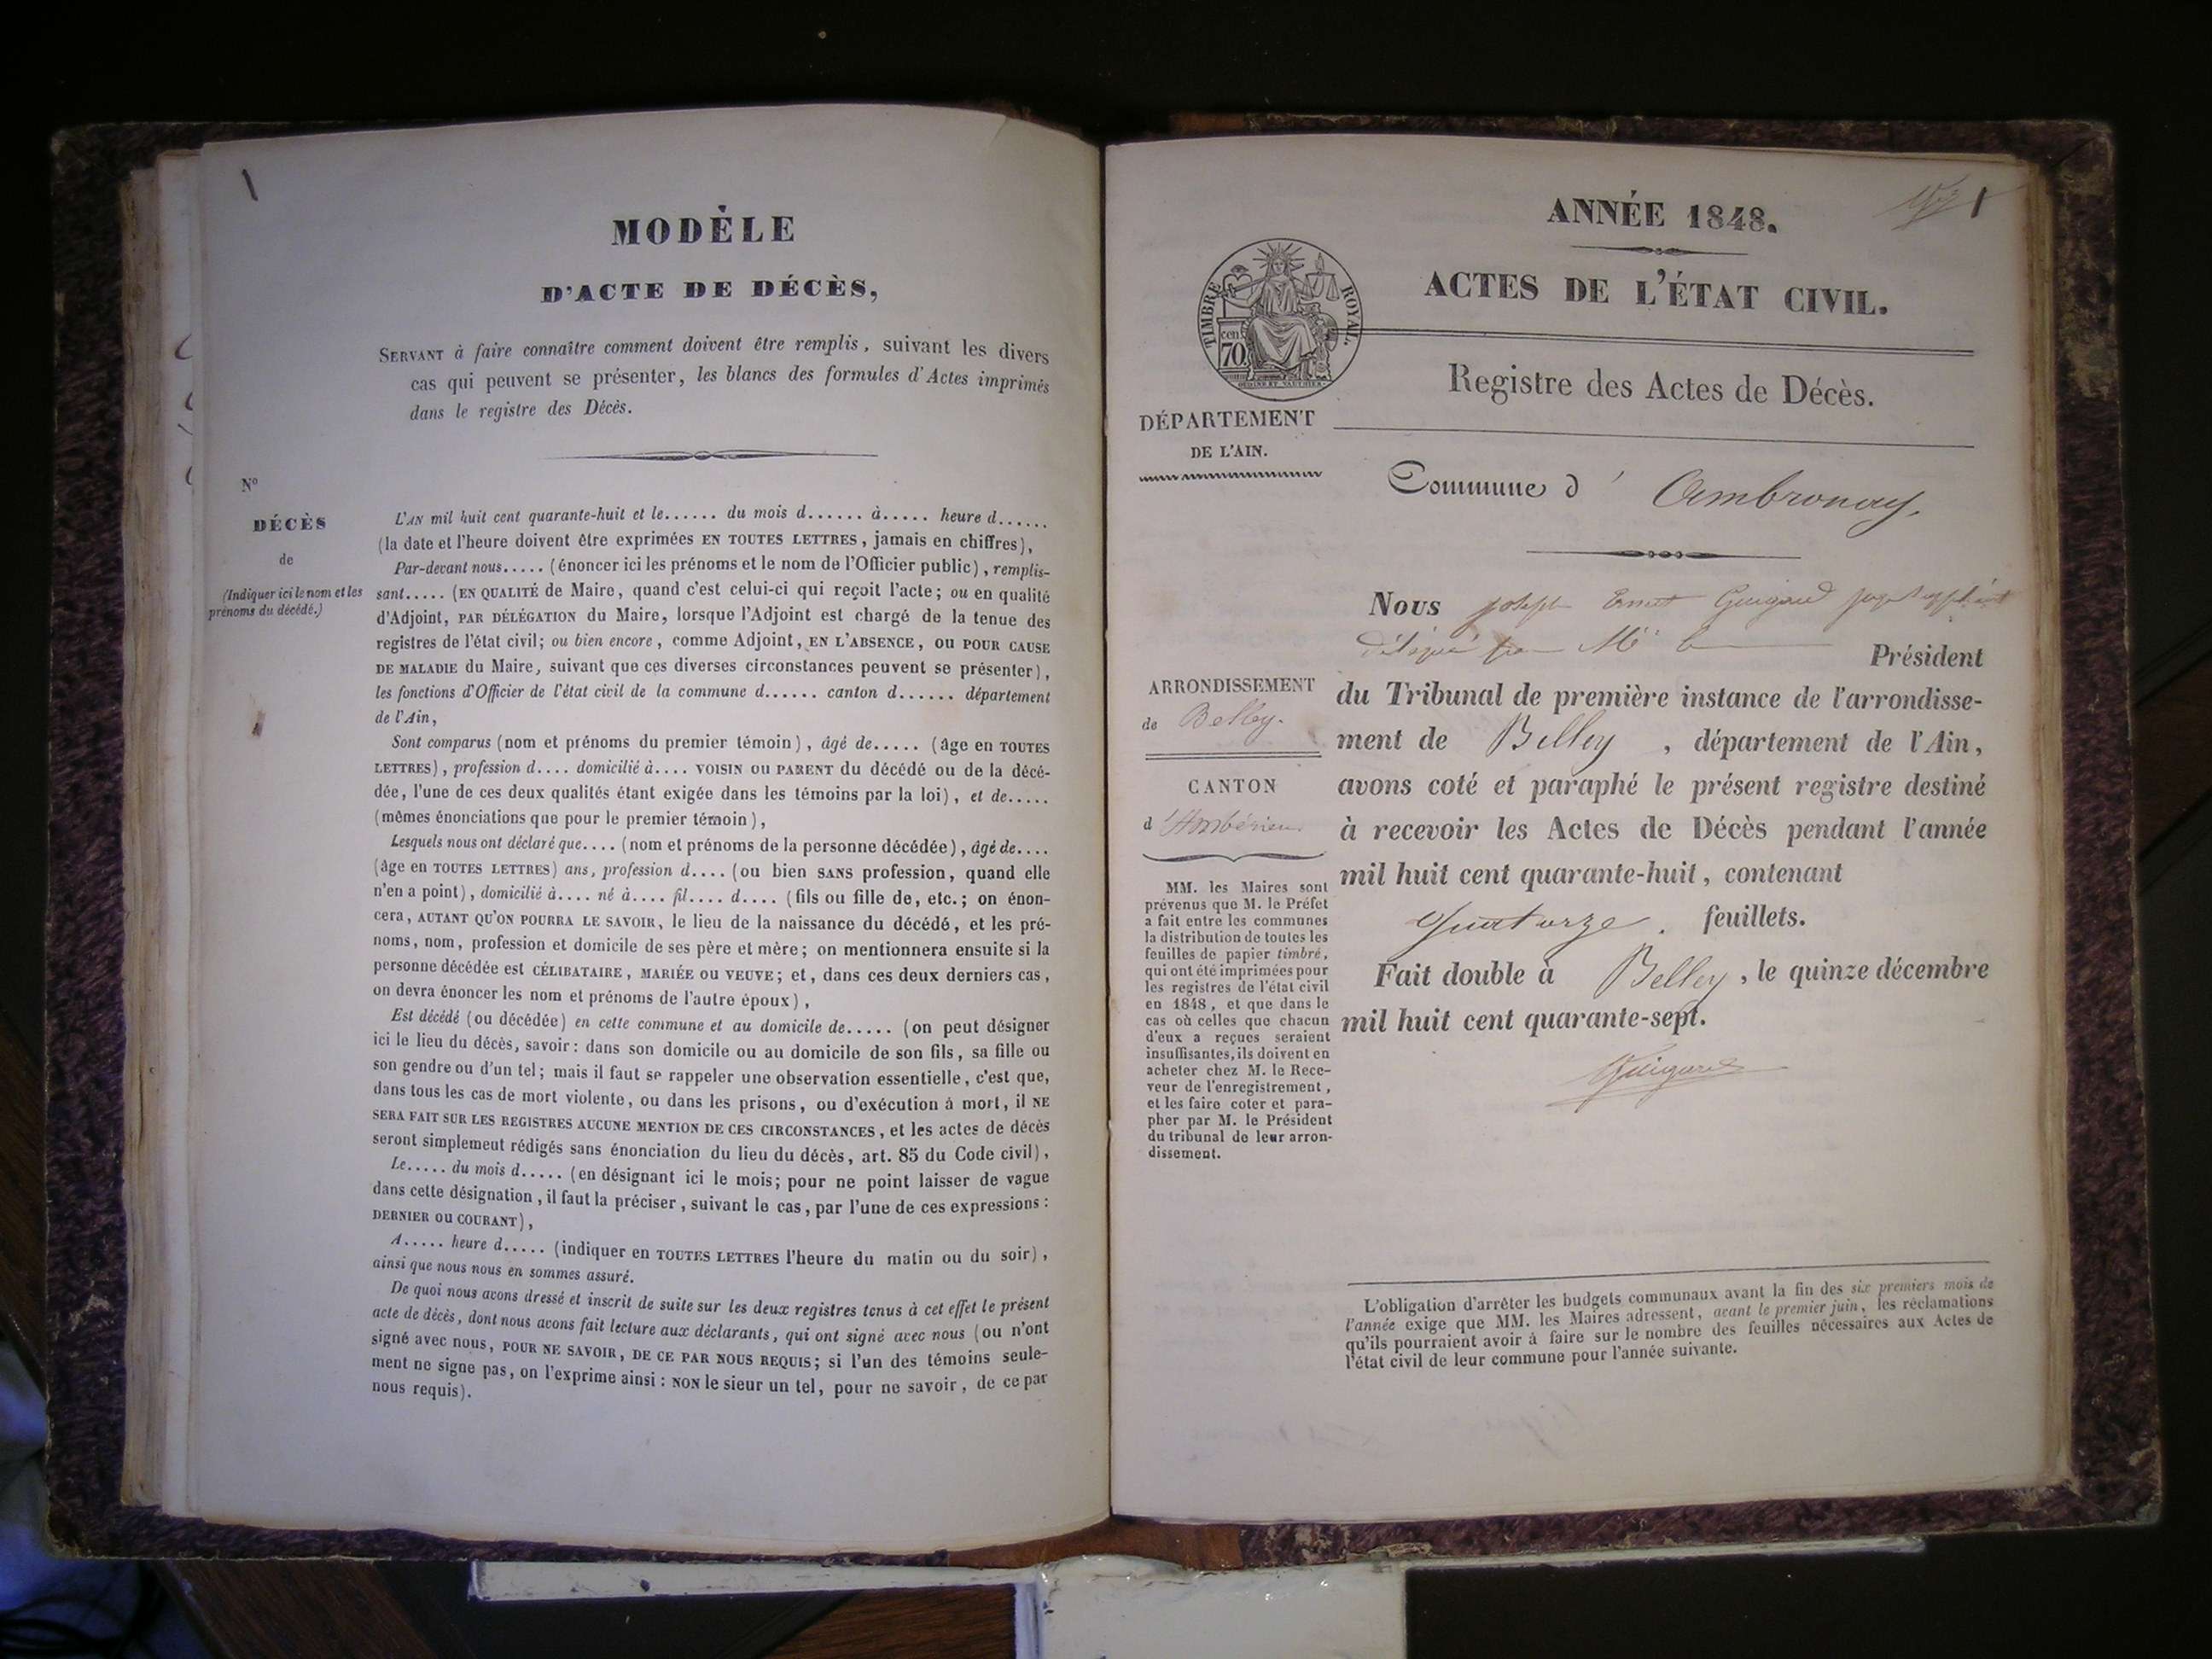 MODÈLE
D'ACTE DE DÉCÈS,
SERVANT à faire connaître comment doivent être remplis, suivant les divers
cas qui peuvent se présenter, les blancs des formules d'Actes imprimés
dans le registre des Décès.
N°
DÉCÈS
de
(Indiquer ici le nom et les
prénoms du décédé.)
L'AN mil huit cent quarante-huit et le...... du mois d...... à..... heure d......
(la date et l'heure doivent être exprimées EN TOUTES LETTRES, jamais en chiffres),
Par-devant nous..... (énoncer ici les prénoms et le nom de l'Officier public), remplis-
sant..... (EN QUALITÉ de Maire, quand c'est celui-ci qui reçoit l'acte; ou en qualité
d'Adjoint, PAR DÉLÉGATION du Maire, lorsque l'Adjoint est chargé de la tenue des
registres de l'état civil; ou bien encore, comme Adjoint, EN L'ABSENCE, OU POUR CAUSE
DE MALADIE du Maire, suivant que ces diverses circonstances peuvent se présenter),
les fonctions d'Officier de l'état civil de la commune d...... canton d...... département
de l'Ain,
Sont comparus (nom et prénoms du premier témoin), âgé de..... (âge en TOUTES
LETTRES), profession d.... domicilié à.... VOISIN OU PARENT du décédé ou de la décé-
dée, l'une de ces deux qualités étant exigée dans les témoins par la loi), et de.....
(mêmes énonciations que pour le premier témoin),
Lesquels nous ont déclaré que.... (nom et prénoms de la personne décédée), âgé de....
(âge en TOUTES LETTRES) ans, profession d.... (ou bien SANS profession, quand elle
n'en a point), domicilié à.... né à.... fil.... d.... (fils ou fille de, etc.; on énon-
cera, AUTANT QU'ON POURRA LE SAVOIR, le lieu de la naissance du décédé, et les pré-
noms, nom, profession et domicile de ses père et mère; on mentionnera ensuite si la
personne décédée est CÉLIBATAIRE, MARIÉE OU VEUVE; et, dans ces deux derniers cas,
on devra énoncer les nom et prénoms de l'autre époux),
Est décédé (ou décédée) en cette commune et au domicile de..... (on peut désigner
ici le lieu du décès, savoir: dans son domicile ou au domicile de son fils, sa fille ou
son gendre ou d'un tel; mais il faut se rappeler une observation essentielle, c'est que,
dans tous les cas de mort violente, ou dans les prisons, ou d'exécution à mort, il NE
SERA FAIT SUR LES REGISTRES AUCUNE MENTION DE CES CIRCONSTANCES, et les actes de décès
seront simplement rédigés sans énonciation du lieu du décès, art. 85 du Code civil),
Le..... du mois d..... (en désignant ici le mois; pour ne point laisser de vague
dans cette désignation, il faut la préciser, suivant le cas, par l'une de ces expressions:
DERNIER OU COURANT),
A..... heure d..... (indiquer en TOUTES LETTRES l'heure du matin ou du soir),
ainsi que nous nous en sommes assuré.
De quoi nous avons dressé et inscrit de suite sur les deux registres tenus à cet effet le présent
acte de décès, dont nous avons fait lecture aux déclarants, qui ont signé avec nous (ou n'ont
signé avec nous, POUR NE SAVOIR, DE CE PAR NOUS REQUIS; si l'un des témoins seule-
ment ne signe pas, on l'exprime ainsi: NON le sieur un tel, pour ne savoir, de ce par
nous requis).
ANNÉE 1848.
ACTES DE L'ÉTAT CIVIL.
TIMBRE ROYAL.
cen. 70
Registre des Actes de Décès.
DÉPARTEMENT
DE L'AIN.
Commune d' Ambronay.
Nous Joseph Ernest Guigard juge suppléant
délégué par Mr le Président
du Tribunal de première instance de l'arrondisse-
ment de Belley, département de l'Ain,
avons coté et paraphé le présent registre destiné
à recevoir les Actes de Décès pendant l'année
mil huit cent quarante-huit, contenant
quatorze. feuillets.
Fait double à Belley, le quinze décembre
mil huit cent quarante-sept.
Guigard
ARRONDISSEMENT
de Belley.
CANTON
d'Ambérieu.
MM. les Maires sont
prévenus que M. le Préfet
a fait entre les communes
la distribution de toutes les
feuilles de papier timbré,
qui ont été imprimées pour
les registres de l'état civil
en 1848, et que dans le
cas où celles que chacun
d'eux a reçues seraient
insuffisantes, ils doivent en
acheter chez M. le Rece-
veur de l'enregistrement,
et les faire coter et para-
pher par M. le Président
du tribunal de leur arron-
dissement.
L'obligation d'arrêter les budgets communaux avant la fin des six premiers mois de
l'année exige que MM. les Maires adressent, avant le premier juin, les réclamations
qu'ils pourraient avoir à faire sur le nombre des feuilles nécessaires aux Actes de
l'état civil de leur commune pour l'année suivante.